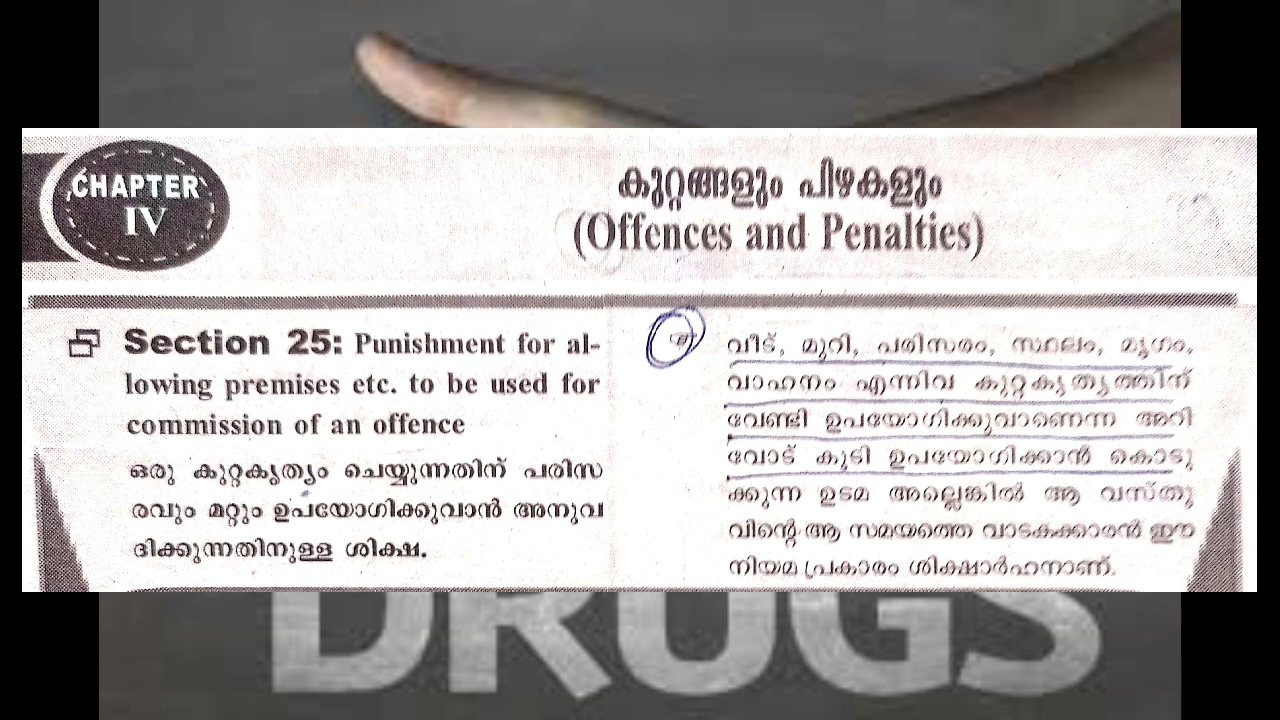 CHAPTER
IV
കുറ്റങ്ങളും പിഴകളും
(Offences and Penalties)
Section 25: Punishment for al-
lowing premises etc. to be used for
commission of an offence
ഒരു കുറ്റകൃത്യം ചെയ്യുന്നതിന് പരിസ
രവും മറ്റും ഉപയോഗിക്കുവാൻ അനുവ
ദിക്കുന്നതിനുള്ള ശിക്ഷ.
വീട്, മുറി, പരിസരം, സ്ഥലം, മൃഗം,
വാഹനം എന്നിവ കുറ്റകൃത്യത്തിന്
വേണ്ടി ഉപയോഗിക്കുവാണെന്ന അറി
വോട് കൂടി ഉപയോഗിക്കാൻ കൊടു
ക്കുന്ന ഉടമ അല്ലെങ്കിൽ ആ വസ്തു
വിന്റെ ആ സമയത്തെ വാടകക്കാരൻ ഈ
നിയമ പ്രകാരം ശിക്ഷാർഹനാണ്.
DRUGS